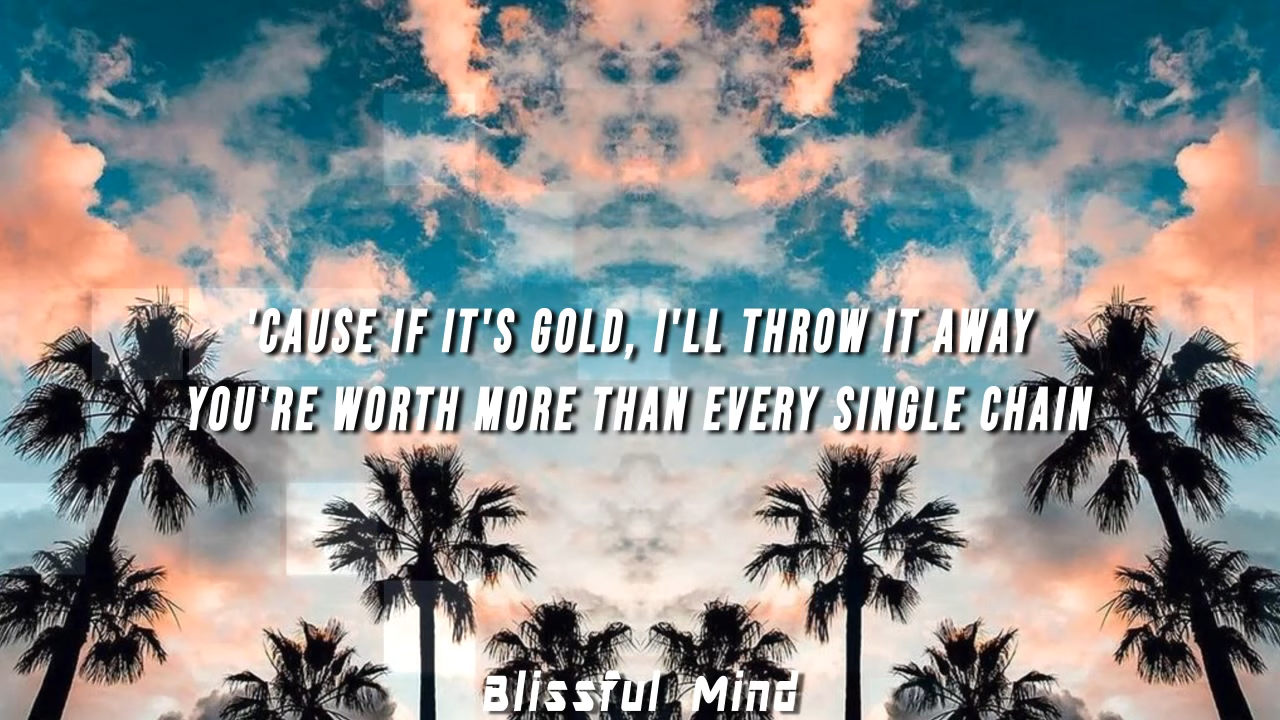 'CAUSE IF IT'S GOLD, I'LL THROW IT AWAY
YOU'RE WORTH MORE THAN EVERY SINGLE CHAIN
Blissful Mind